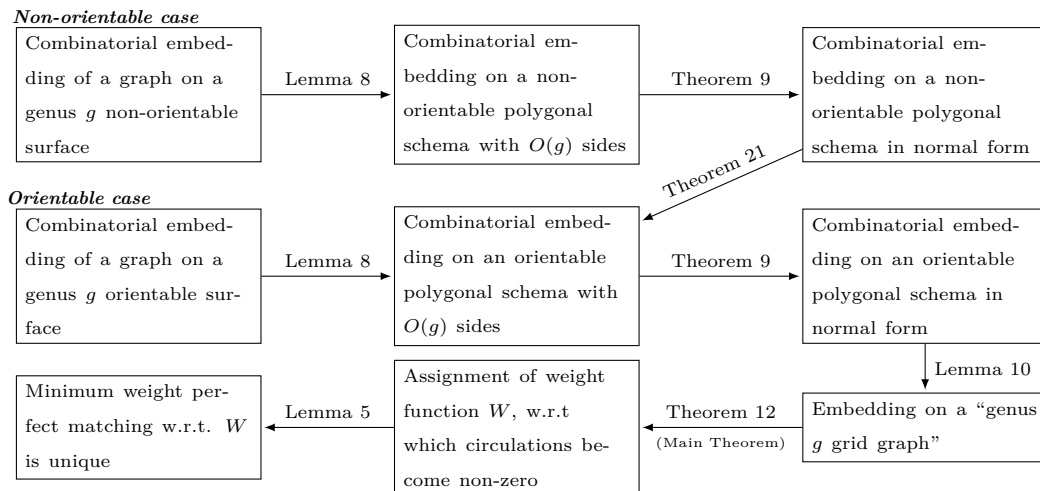 Non-orientable case
Combinatorial embed-
ding of a graph on a
genus g non-orientable
surface
Lemma 8
Combinatorial em-
bedding on a non-
orientable polygonal
schema with O(g) sides
Theorem 9
Combinatorial em-
bedding on a non-
orientable polygonal
schema in normal form
Theorem 21
Orientable case
Combinatorial embed-
ding of a graph on a
genus g orientable sur-
face
Lemma 8
Combinatorial embed-
ding on an orientable
polygonal schema with
O(g) sides
Theorem 9
Combinatorial embed-
ding on an orientable
polygonal schema in
normal form
Lemma 10
Embedding on a “genus
g grid graph”
Theorem 12
(Main Theorem)
Assignment of weight
function W, w.r.t
which circulations be-
come non-zero
Lemma 5
Minimum weight per-
fect matching w.r.t. W
is unique